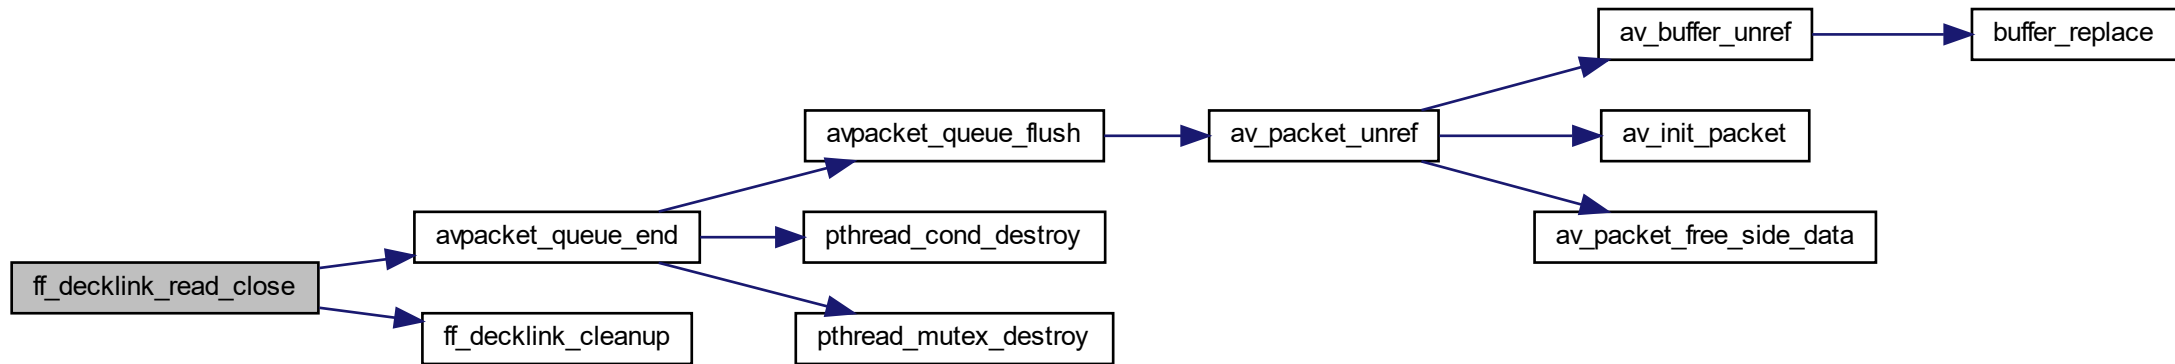 av_buffer_unref
buffer_replace
avpacket_queue_flush
av_packet_unref
av_init_packet
avpacket_queue_end
pthread_cond_destroy
av_packet_free_side_data
ff_decklink_read_close
ff_decklink_cleanup
pthread_mutex_destroy